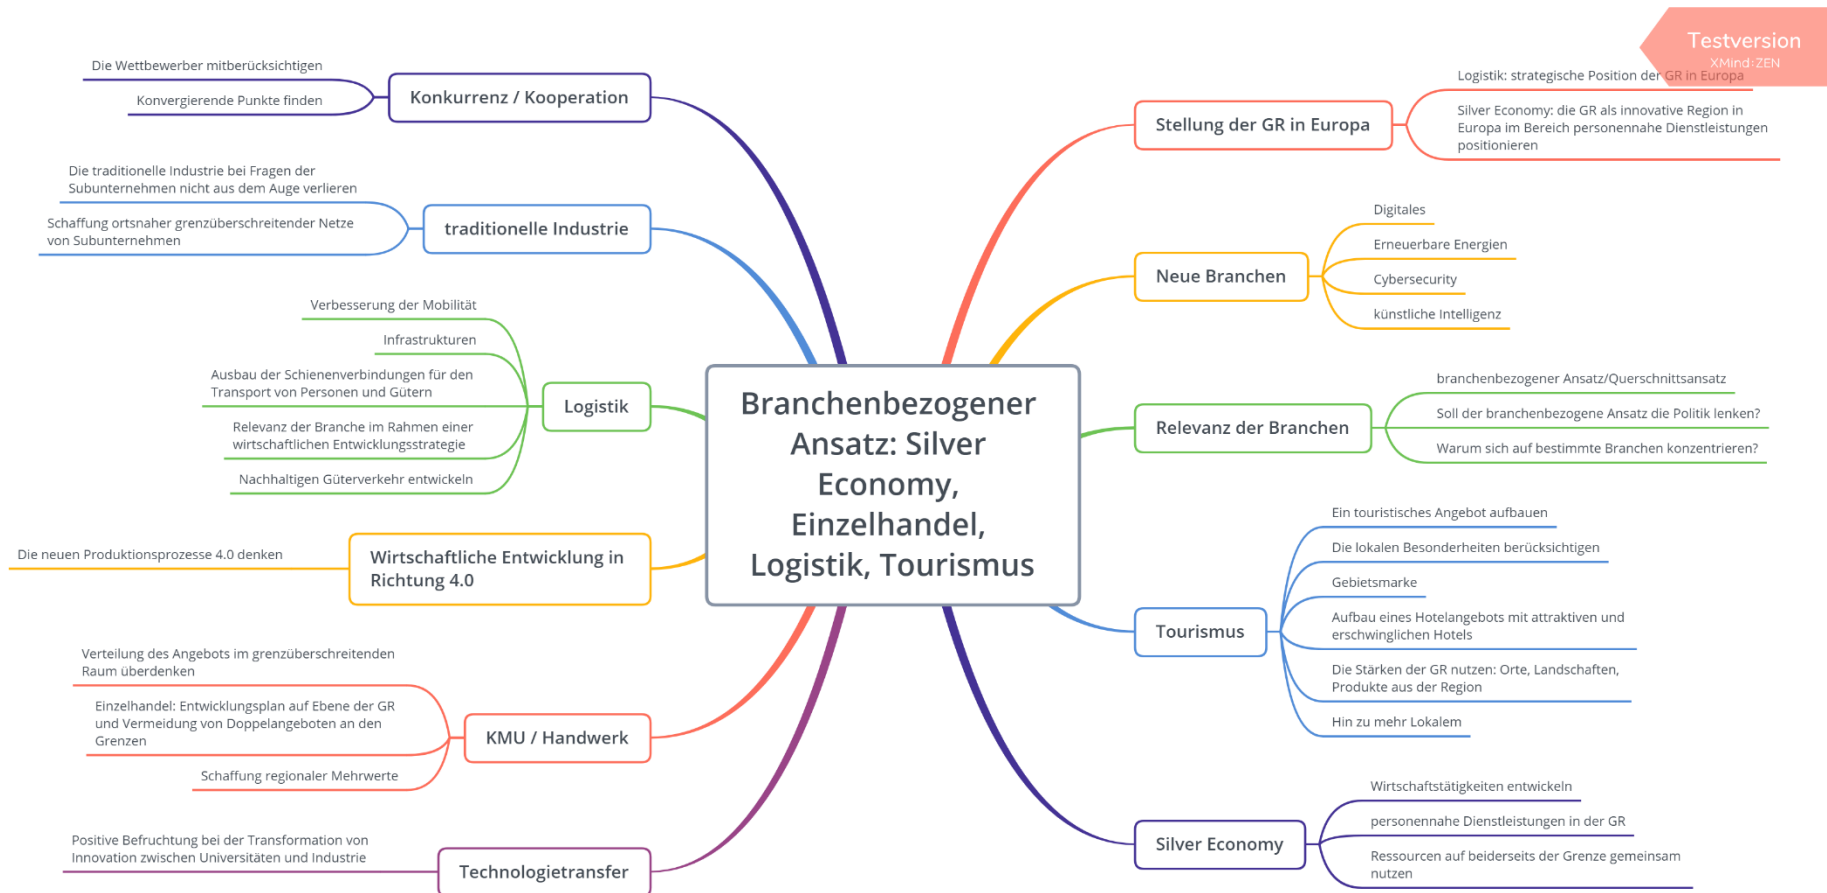 Testversion
XMind:ZEN
Branchenbezogener
Ansatz: Silver
Economy,
Einzelhandel,
Logistik, Tourismus
Stellung der GR in Europa
Logistik: strategische Position der GR in Europa
Silver Economy: die GR als innovative Region in
Europa im Bereich personennahe Dienstleistungen
positionieren
Neue Branchen
Digitales
Erneuerbare Energien
Cybersecurity
künstliche Intelligenz
Relevanz der Branchen
branchenbezogener Ansatz/Querschnittsansatz
Soll der branchenbezogene Ansatz die Politik lenken?
Warum sich auf bestimmte Branchen konzentrieren?
Tourismus
Ein touristisches Angebot aufbauen
Die lokalen Besonderheiten berücksichtigen
Gebietsmarke
Aufbau eines Hotelangebots mit attraktiven und
erschwinglichen Hotels
Die Stärken der GR nutzen: Orte, Landschaften,
Produkte aus der Region
Hin zu mehr Lokalem
Silver Economy
Wirtschaftstätigkeiten entwickeln
personennahe Dienstleistungen in der GR
Ressourcen auf beiderseits der Grenze gemeinsam
nutzen
Konkurrenz / Kooperation
Die Wettbewerber mitberücksichtigen
Konvergierende Punkte finden
traditionelle Industrie
Die traditionelle Industrie bei Fragen der
Subunternehmen nicht aus dem Auge verlieren
Schaffung ortsnaher grenzüberschreitender Netze
von Subunternehmen
Logistik
Verbesserung der Mobilität
Infrastrukturen
Ausbau der Schienenverbindungen für den
Transport von Personen und Gütern
Relevanz der Branche im Rahmen einer
wirtschaftlichen Entwicklungsstrategie
Nachhaltigen Güterverkehr entwickeln
Wirtschaftliche Entwicklung in
Richtung 4.0
Die neuen Produktionsprozesse 4.0 denken
KMU / Handwerk
Verteilung des Angebots im grenzüberschreitenden
Raum überdenken
Einzelhandel: Entwicklungsplan auf Ebene der GR
und Vermeidung von Doppelangeboten an den
Grenzen
Schaffung regionaler Mehrwerte
Technologietransfer
Positive Befruchtung bei der Transformation von
Innovation zwischen Universitäten und Industrie